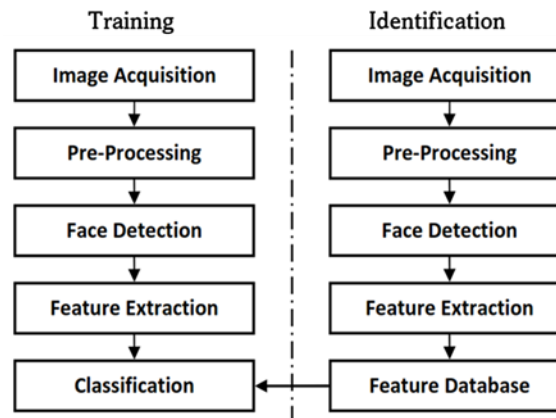 Training
Image Acquisition
Pre-Processing
Face Detection
Feature Extraction
Classification
Identification
Image Acquisition
Pre-Processing
Face Detection
Feature Extraction
Feature Database